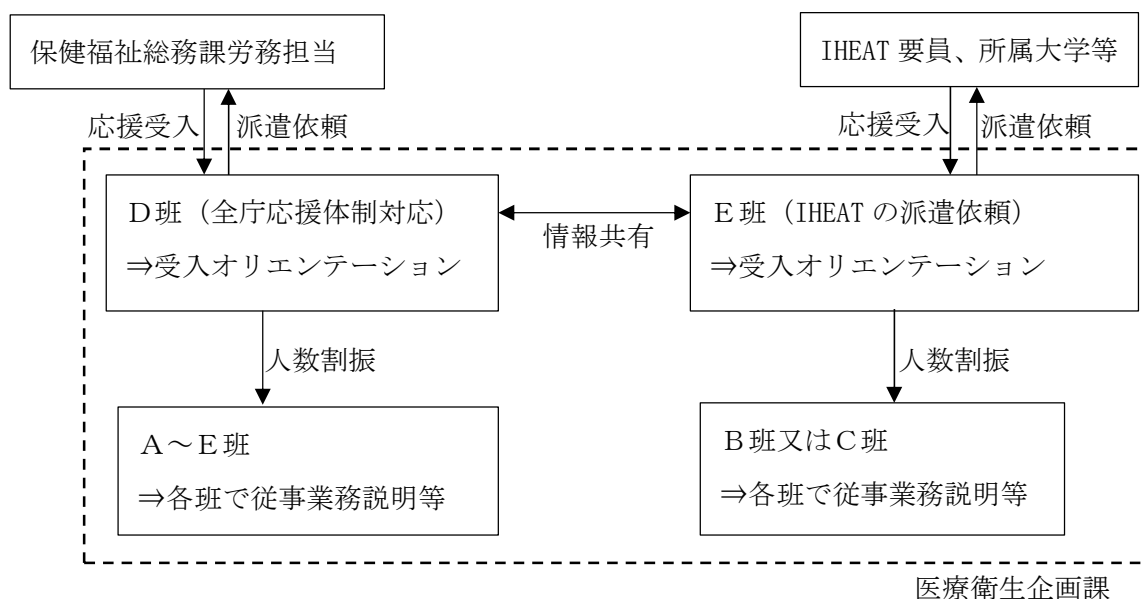 保健福祉総務課労務担当
IHEAT 要員、所属大学等
応援受入
派遣依頼
応援受入
派遣依頼
D班（全庁応援体制対応）
⇒受入オリエンテーション
情報共有
E班（IHEAT の派遣依頼）
⇒受入オリエンテーション
人数割振
人数割振
A～E班
⇒各班で従事業務説明等
B班又はC班
⇒各班で従事業務説明等
医療衛生企画課